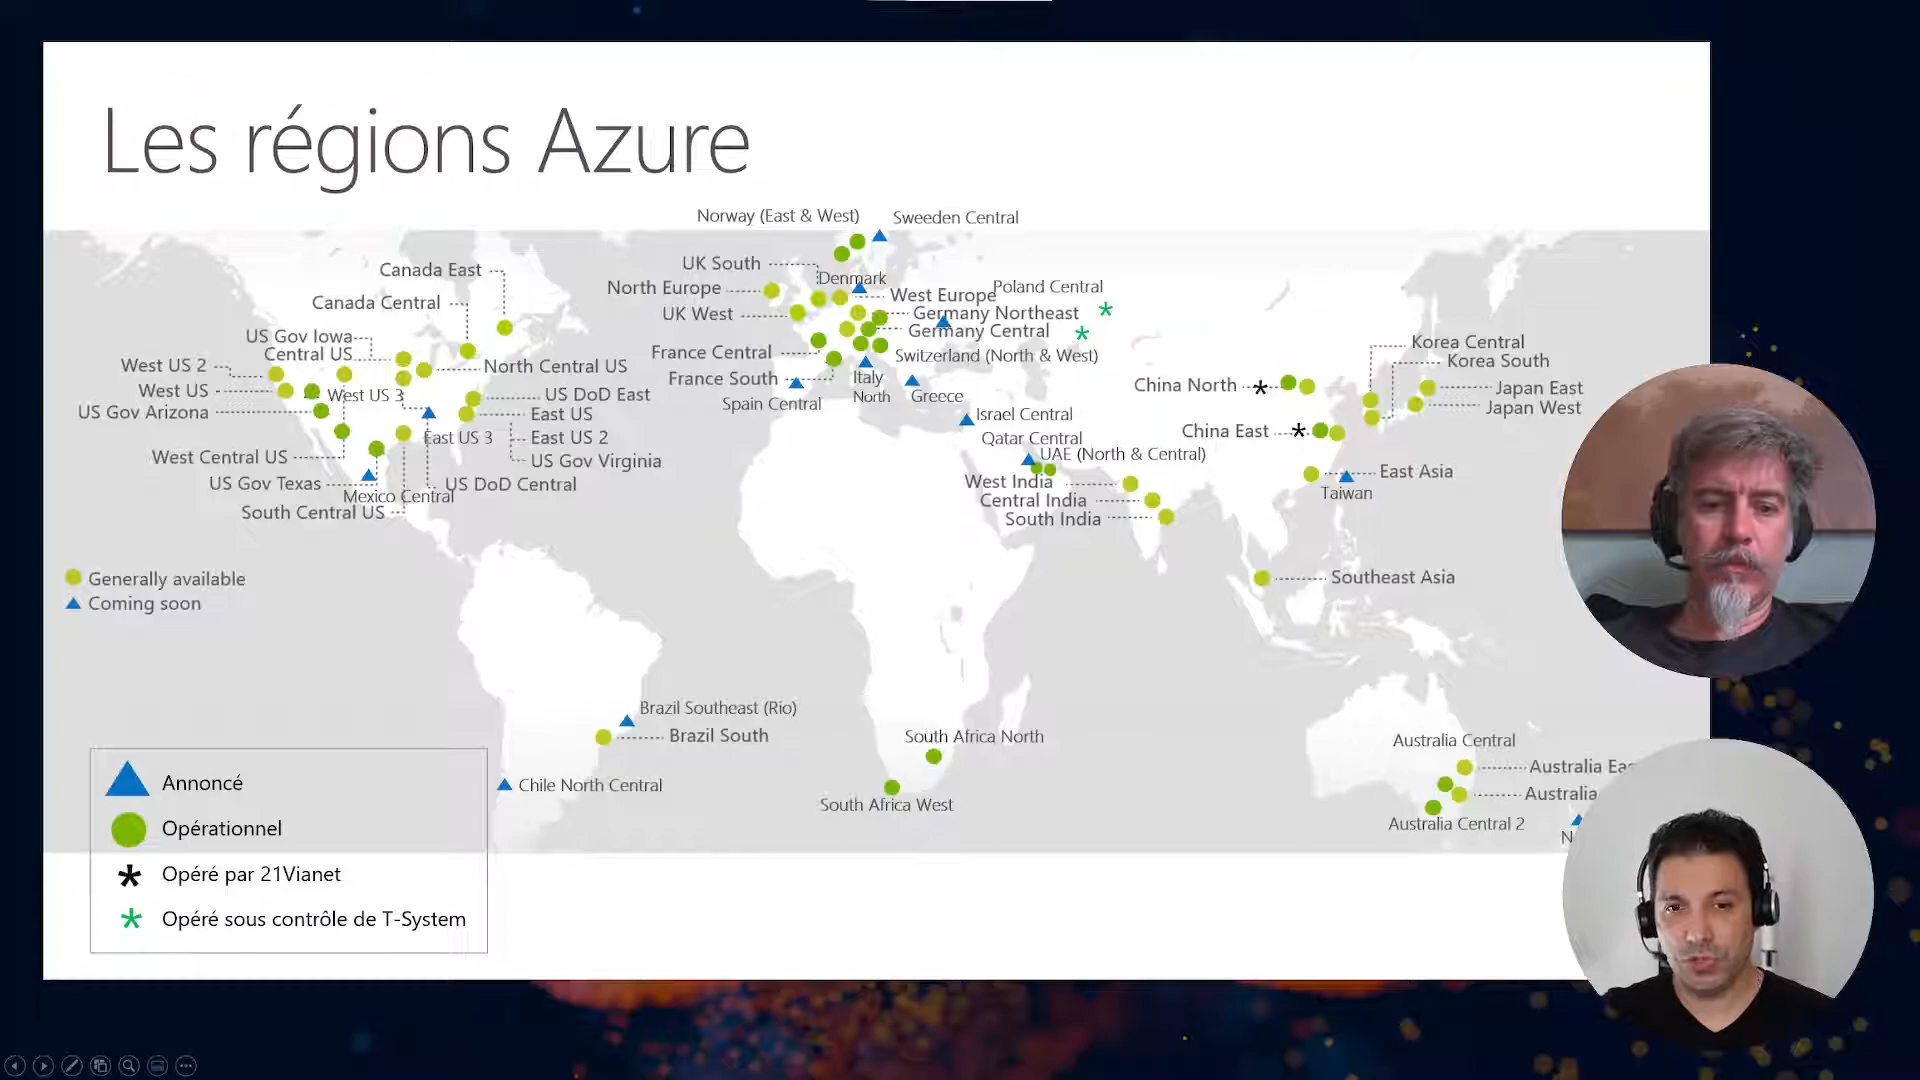 Les régions Azure
Norway (East & West)
Sweeden Central
Canada East
UK South
Denmark
North Europe
West Europe
Poland Central
Canada Central
UK West
Germany Northeast
US Gov Iowa
Germany Central
Central US
France Central
Switzerland (North & West)
West US 2
North Central US
France South
Italy
North
Greece
West US
West US 3
US DoD East
Spain Central
US Gov Arizona
East US
Israel Central
East US 3
East US 2
Qatar Central
UAE (North & Central)
West Central US
US Gov Virginia
US Gov Texas
US DoD Central
Mexico Central
South Central US
West India
Central India
South India
China North
China East
Korea Central
Korea South
Japan East
Japan West
East Asia
Taiwan
Southeast Asia
Generally available
Coming soon
Brazil Southeast (Rio)
Brazil South
Chile North Central
South Africa North
South Africa West
Australia Central
Australia Eas
Australia
Australia Central 2
N
Annoncé
Opérationnel
* Opéré par 21Vianet
* Opéré sous contrôle de T-System